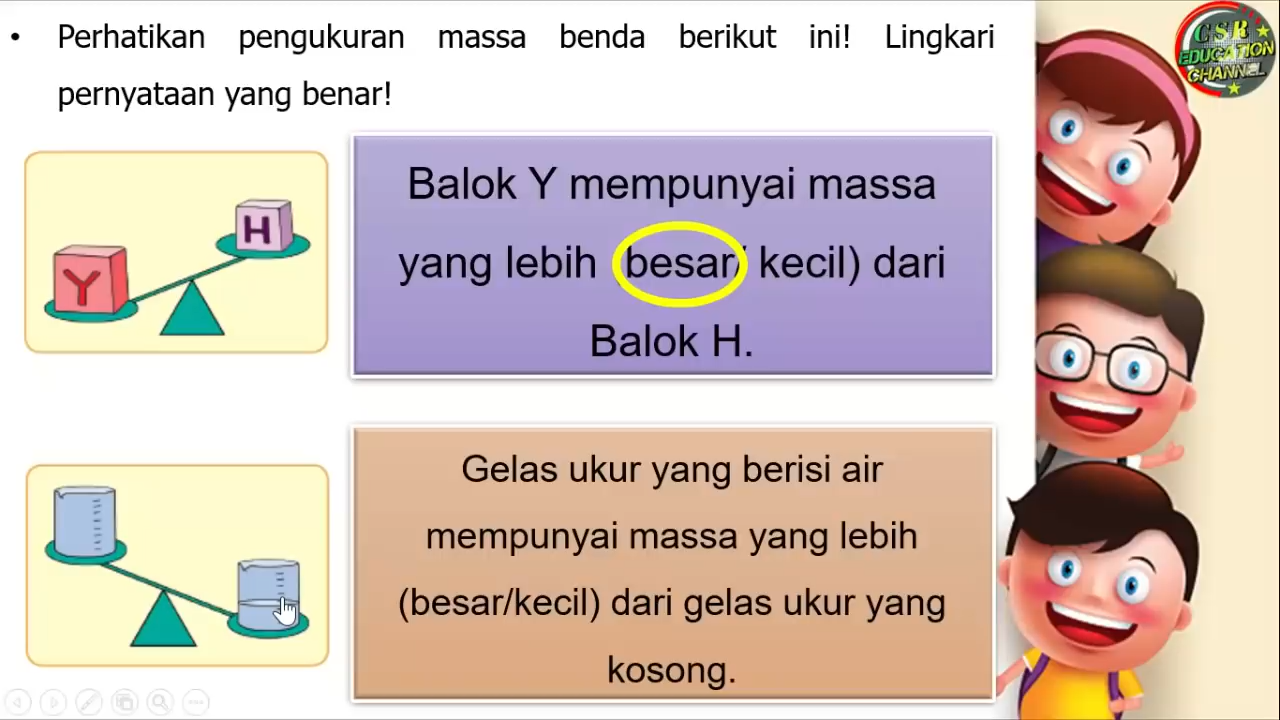 • Perhatikan pengukuran massa benda berikut ini! Lingkari
pernyataan yang benar!
CSR
EDUCATION
CHANNEL
H
Y
Balok Y mempunyai massa
yang lebih (besar/ kecil) dari
Balok H.
Gelas ukur yang berisi air
mempunyai massa yang lebih
(besar/kecil) dari gelas ukur yang
kosong.